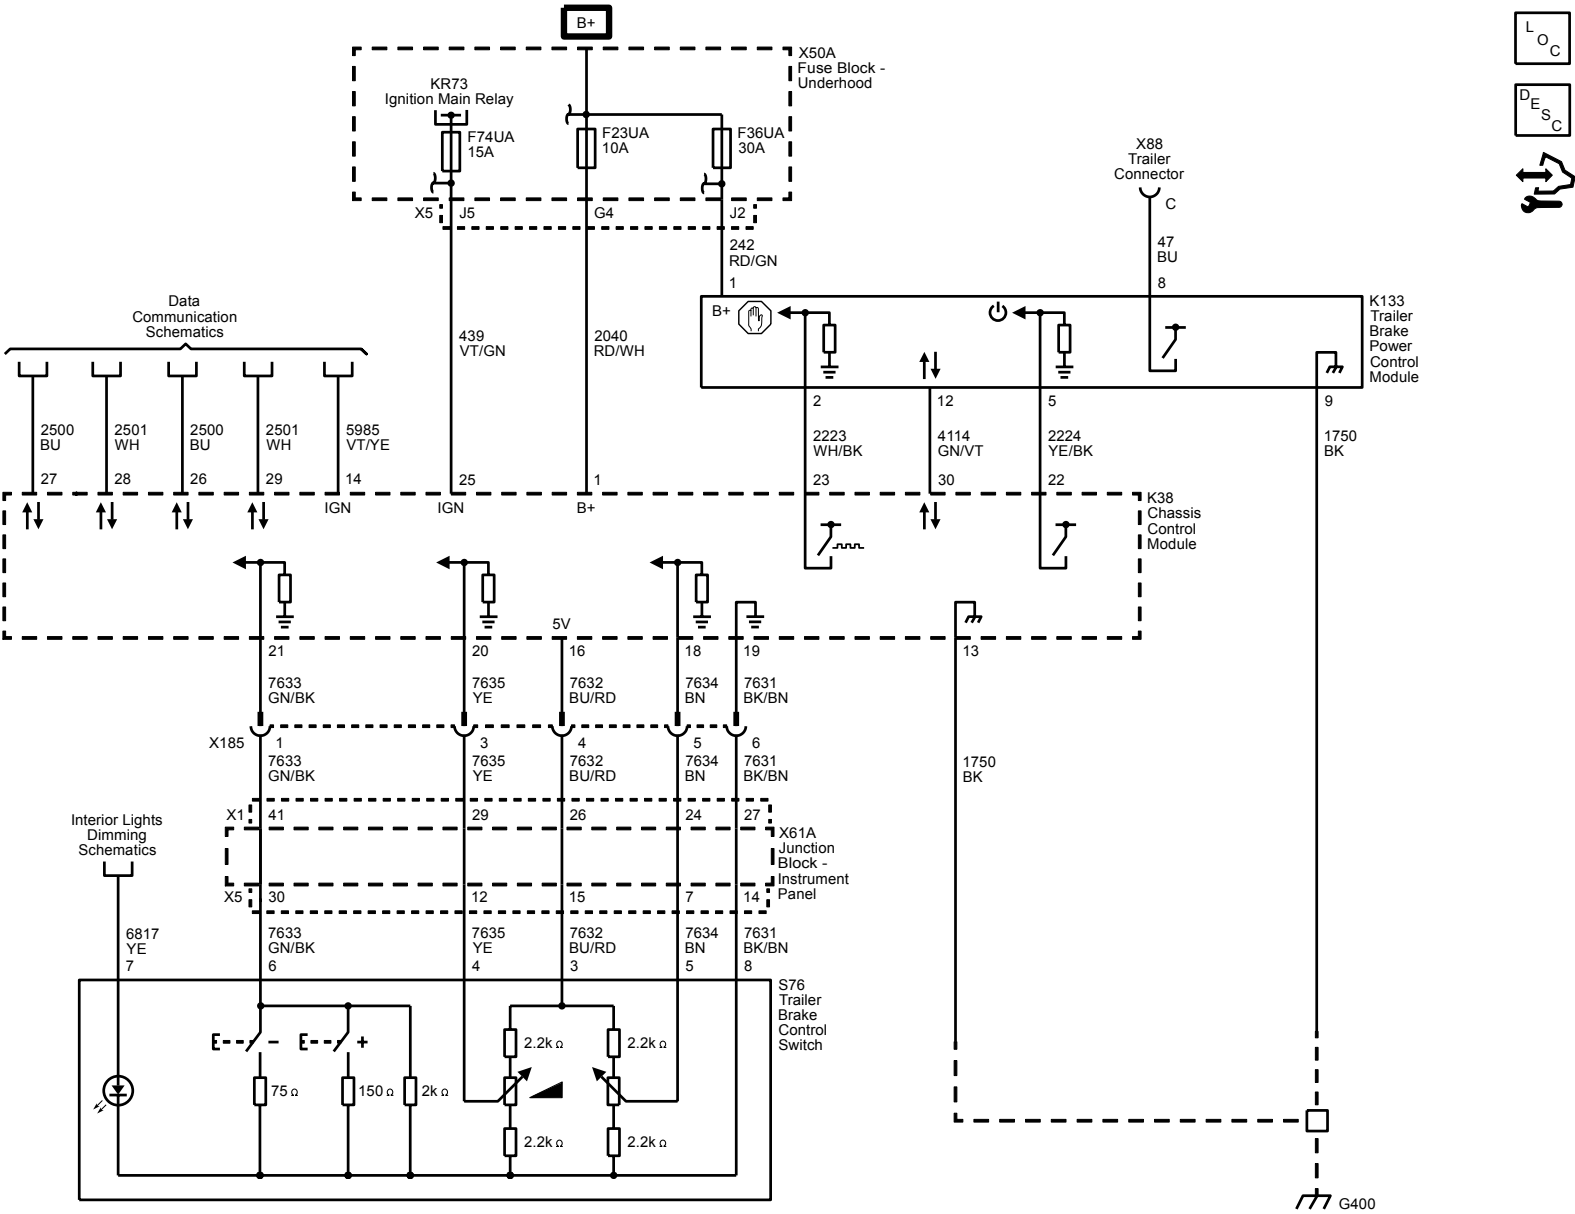 B+
X50A
Fuse Block -
Underhood
KR73
Ignition Main Relay
F74UA
15A
F23UA
10A
F36UA
30A
X5
J5
G4
J2
L
O
C
D
E
S
C
X88
Trailer
Connector
C
242
RD/GN
1
47
BU
8
Data
Communication
Schematics
439
VT/GN
2040
RD/WH
B+
K133
Trailer
Brake
Power
Control
Module
2
12
5
9
2500
BU
2501
WH
2500
BU
2501
WH
5985
VT/YE
2223
WH/BK
4114
GN/VT
2224
YE/BK
1750
BK
27
28
26
29
14
25
1
23
30
22
IGN
IGN
B+
K38
Chassis
Control
Module
5V
21
20
16
18
19
13
7633
GN/BK
7635
YE
7632
BU/RD
7634
BN
7631
BK/BN
X185
1
3
4
5
6
7633
GN/BK
7635
YE
7632
BU/RD
7634
BN
7631
BK/BN
1750
BK
X1
41
29
26
24
27
Interior Lights
Dimming
Schematics
X61A
Junction
Block -
Instrument
Panel
X5
30
12
15
7
14
6817
YE
7
7633
GN/BK
6
7635
YE
4
7632
BU/RD
3
7634
BN
5
7631
BK/BN
8
S76
Trailer
Brake
Control
Switch
−
+
2.2k Ω
2.2k Ω
75 Ω
150 Ω
2k Ω
2.2k Ω
2.2k Ω
G400